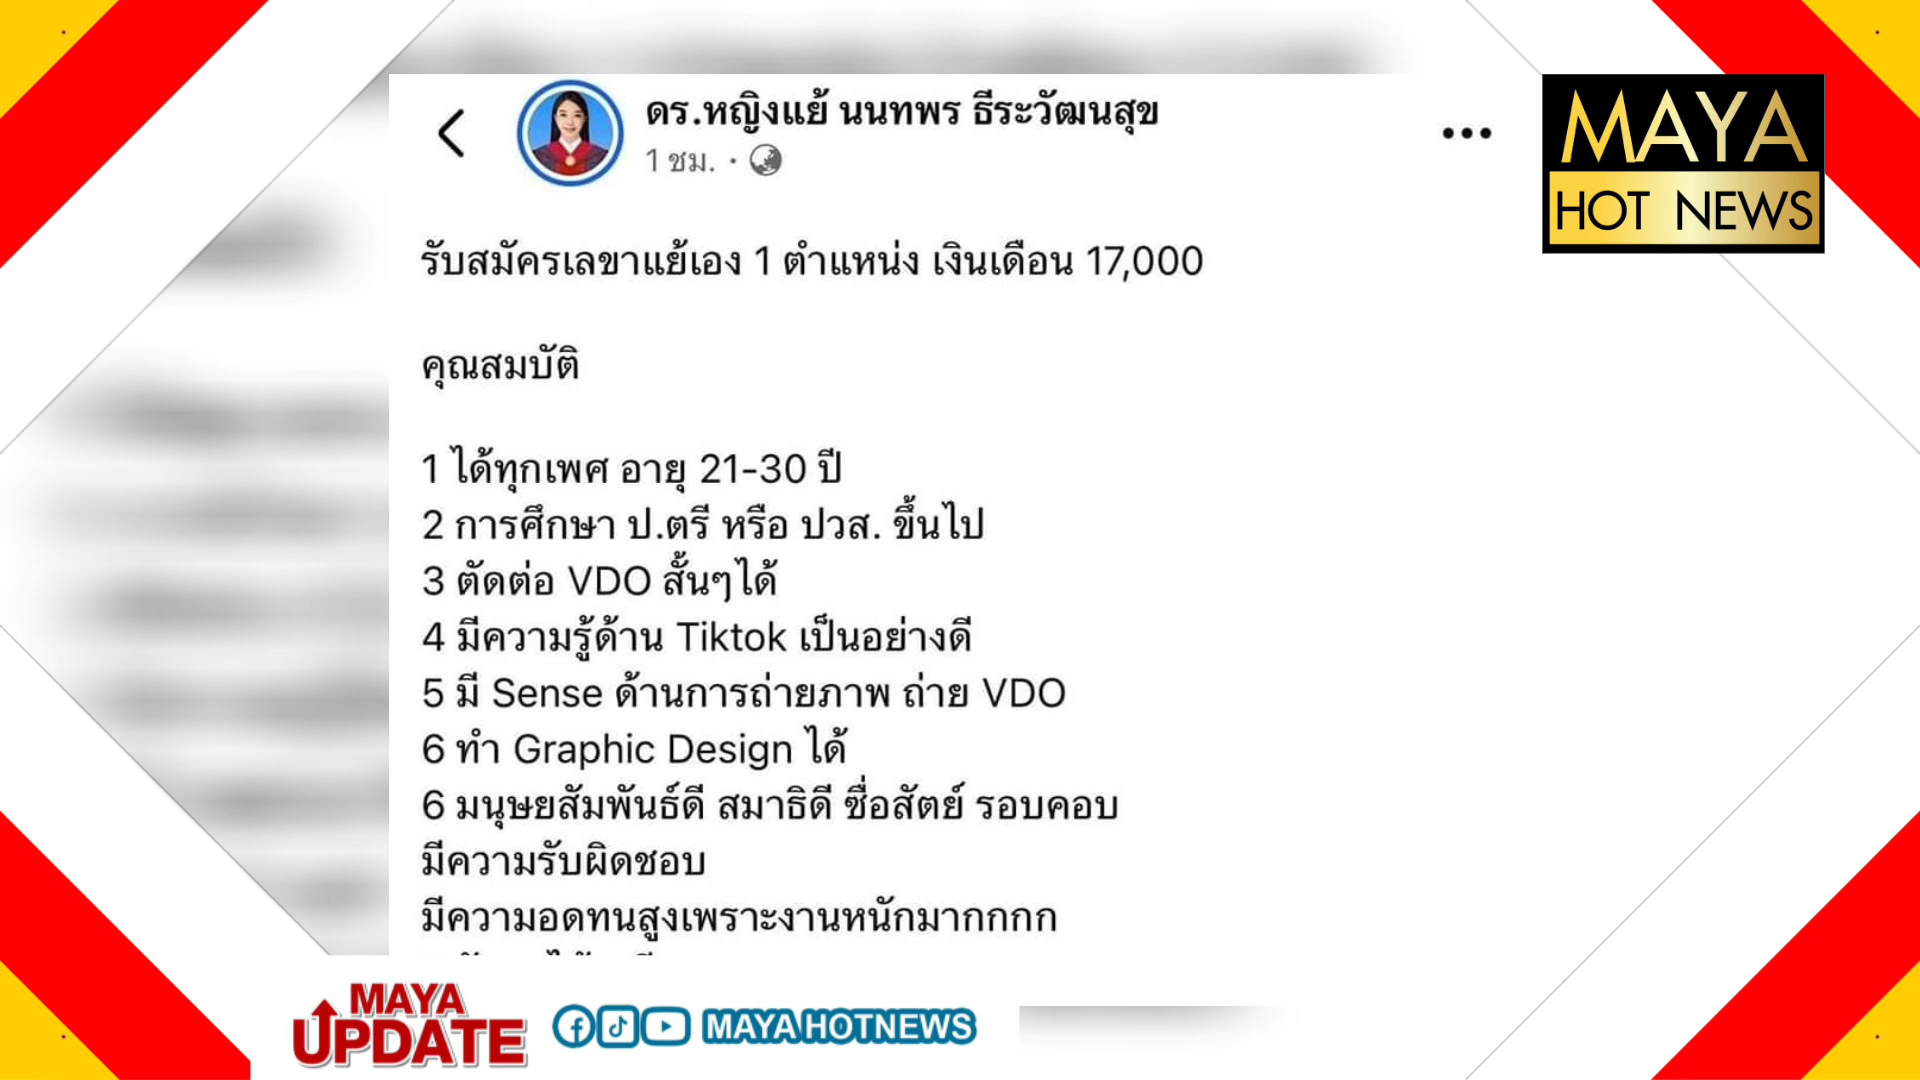 ดร.หญิงแย้ นนทพร ธีระวัฒนสุข
1 ชม. ·
MAYA
HOT NEWS
รับสมัครเลขาแย้เอง 1 ตำแหน่ง เงินเดือน 17,000
คุณสมบัติ
1 ได้ทุกเพศ อายุ 21-30 ปี
2 การศึกษา ป.ตรี หรือ ปวส. ขึ้นไป
3 ตัดต่อ VDO สั้นๆได้
4 มีความรู้ด้าน Tiktok เป็นอย่างดี
5 มี Sense ด้านการถ่ายภาพ ถ่าย VDO
6 ทำ Graphic Design ได้
6 มนุษยสัมพันธ์ดี สมาธิดี ซื่อสัตย์ รอบคอบ
มีความรับผิดชอบ
มีความอดทนสูงเพราะงานหนักมากกกก
MAYA
UPDATE
MAYA HOTNEWS